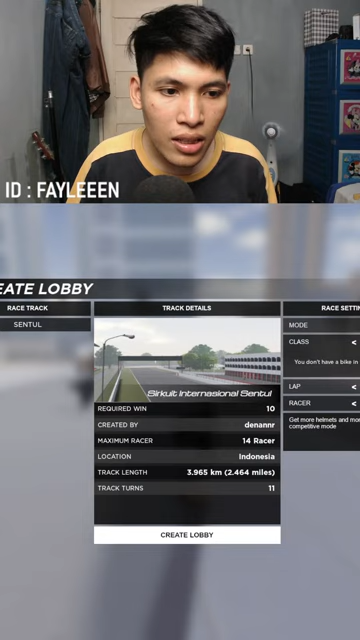 ID : FAYLEEEN
EATE LOBBY
RACE TRACK
SENTUL
TRACK DETAILS
Sirkuit Internasional Sentul
REQUIRED WIN 10
CREATED BY denannr
MAXIMUM RACER 14 Racer
LOCATION Indonesia
TRACK LENGTH 3.965 km (2.464 miles)
TRACK TURNS 11
CREATE LOBBY
RACE SETTIN
MODE
CLASS <
You don't have a bike in
LAP <
RACER <
Get more helmets and mor
competitive mode